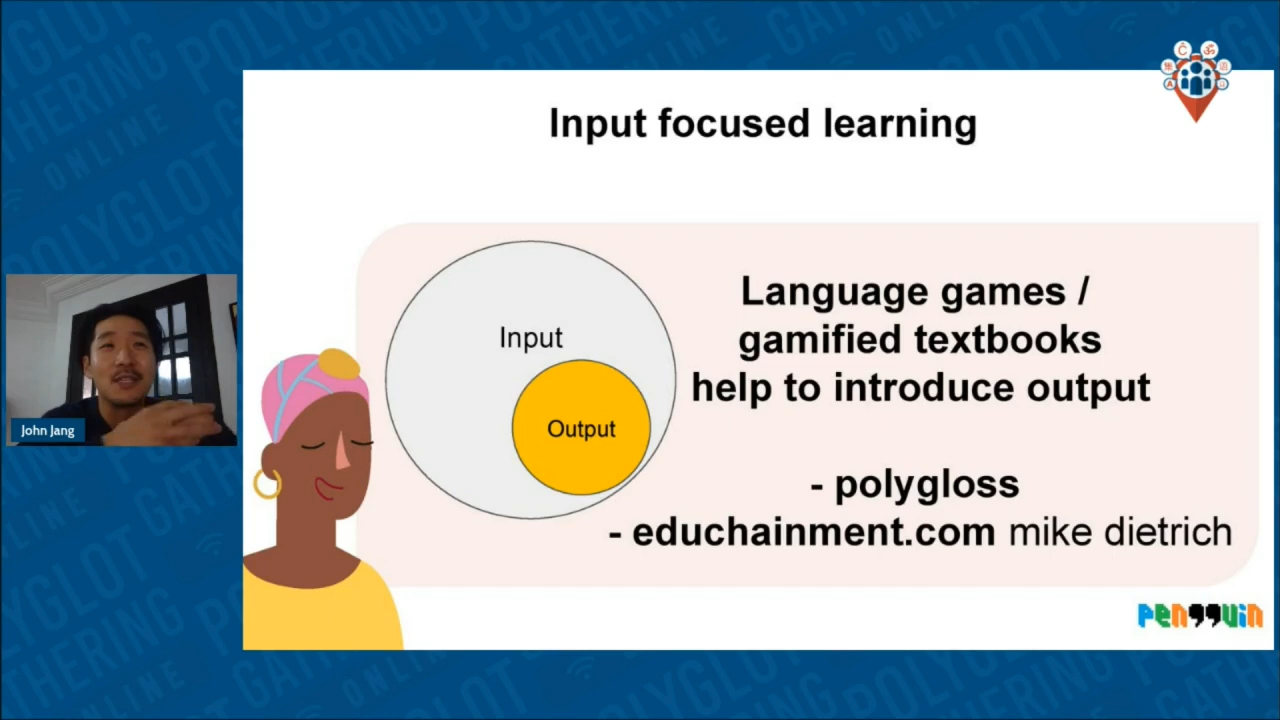 Input focused learning
Input
Output
Language games /
gamified textbooks
help to introduce output
- polygloss
- educhainment.com mike dietrich
John Jang
POLYGLOT
GATHERING
ONLINE